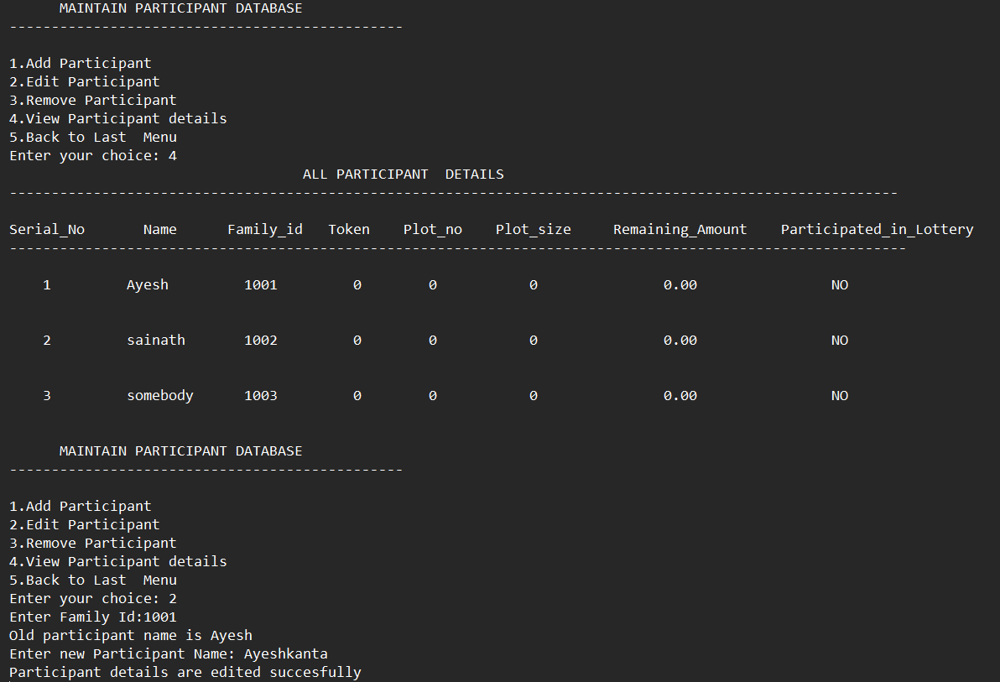 MAINTAIN PARTICIPANT DATABASE
-----------------------------------------------
1.Add Participant
2.Edit Participant
3.Remove Participant
4.View Participant details
5.Back to Last  Menu
Enter your choice: 4
ALL PARTICIPANT  DETAILS
----------------------------------------------------------------------------------------------------------
Serial_No       Name      Family_id   Token    Plot_no    Plot_size     Remaining_Amount    Participated_in_Lottery
-----------------------------------------------------------------------------------------------------------
1         Ayesh         1001         0        0           0               0.00                NO
2         sainath       1002         0        0           0               0.00                NO
3         somebody      1003         0        0           0               0.00                NO
MAINTAIN PARTICIPANT DATABASE
-----------------------------------------------
1.Add Participant
2.Edit Participant
3.Remove Participant
4.View Participant details
5.Back to Last  Menu
Enter your choice: 2
Enter Family Id:1001
Old participant name is Ayesh
Enter new Participant Name: Ayeshkanta
Participant details are edited succesfully